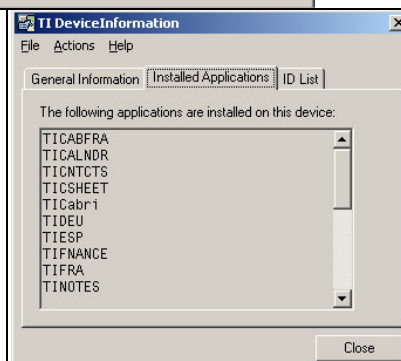 TI DeviceInformation
File Actions Help
General Information Installed Applications ID List
The following applications are installed on this device:
TICABFRA
TICALNDR
TICNTCTS
TICSHEET
TICabri
TIDEU
TIESP
TIFNANCE
TIFRA
TINOTES
Close